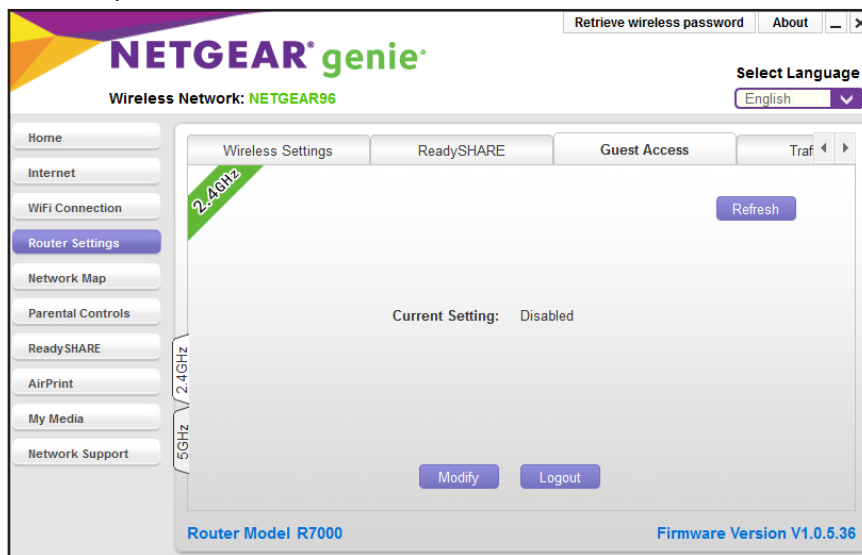 Retrieve wireless password About
NETGEAR® genie®
Select Language
Wireless Network: NETGEAR96
English
Home
Internet
WiFi Connection
Router Settings
Network Map
Parental Controls
ReadySHARE
AirPrint
My Media
Network Support
Wireless Settings ReadySHARE Guest Access Traf
2.4GHz
Refresh
Current Setting: Disabled
2.4GHz
5GHz
Modify Logout
Router Model R7000 Firmware Version V1.0.5.36